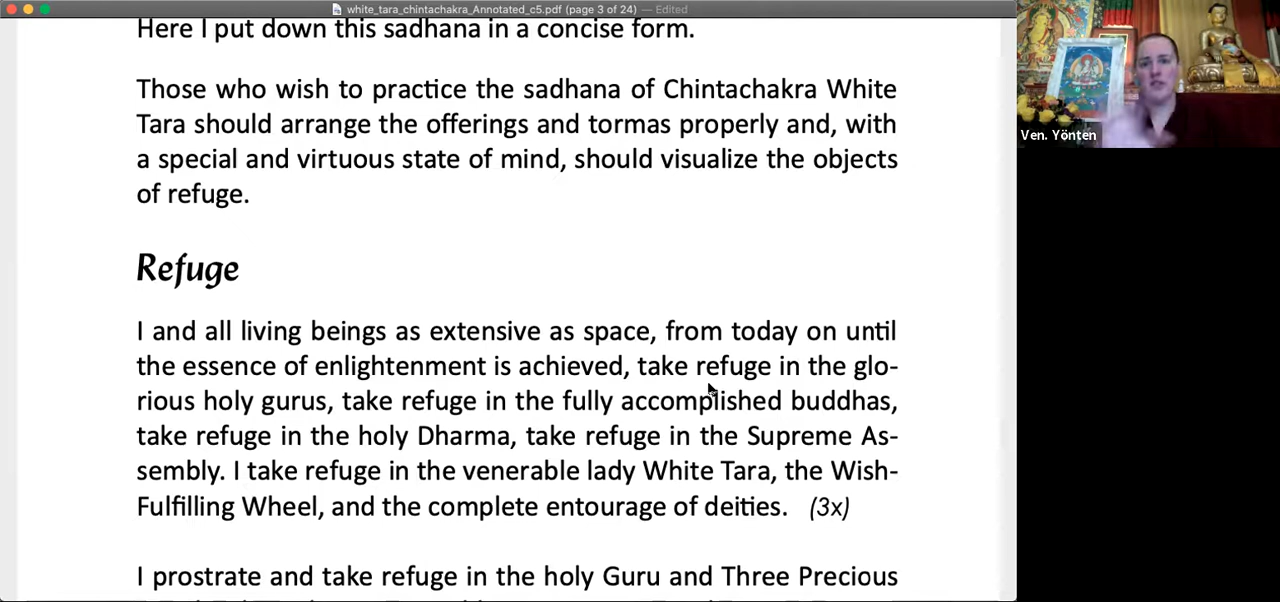 white_tara_chintachakra_Annotated_c5.pdf (page 3 of 24) — Edited
Here I put down this sadhana in a concise form.
Those who wish to practice the sadhana of Chintachakra White
Tara should arrange the offerings and tormas properly and, with
a special and virtuous state of mind, should visualize the objects
of refuge.
Refuge
I and all living beings as extensive as space, from today on until
the essence of enlightenment is achieved, take refuge in the glo-
rious holy gurus, take refuge in the fully accomplished buddhas,
take refuge in the holy Dharma, take refuge in the Supreme As-
sembly. I take refuge in the venerable lady White Tara, the Wish-
Fulfilling Wheel, and the complete entourage of deities. (3x)
I prostrate and take refuge in the holy Guru and Three Precious
Ven. Yönten